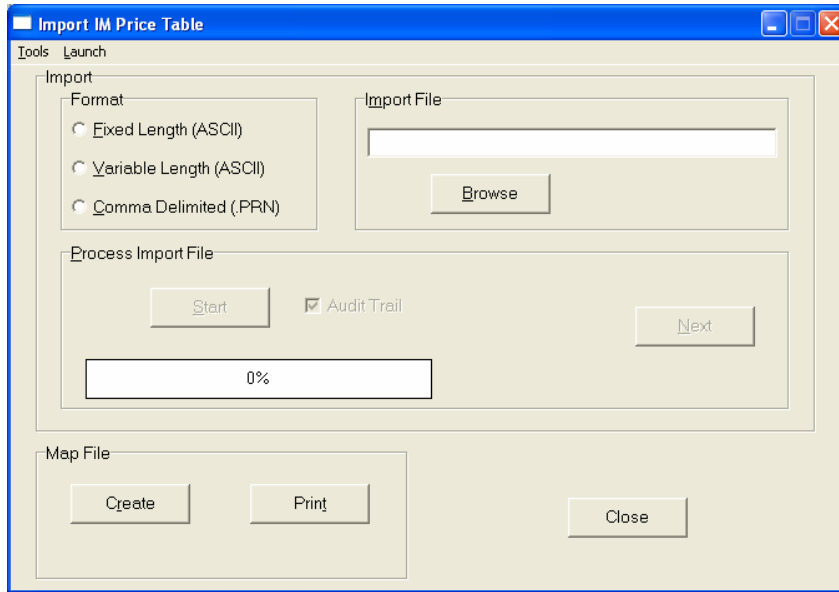 Import IM Price Table
Tools Launch
Import
Format
Fixed Length (ASCII)
Variable Length (ASCII)
Comma Delimited (.PRN)
Import File
Browse
Process Import File
Start
Audit Trail
Next
0%
Map File
Create
Print
Close